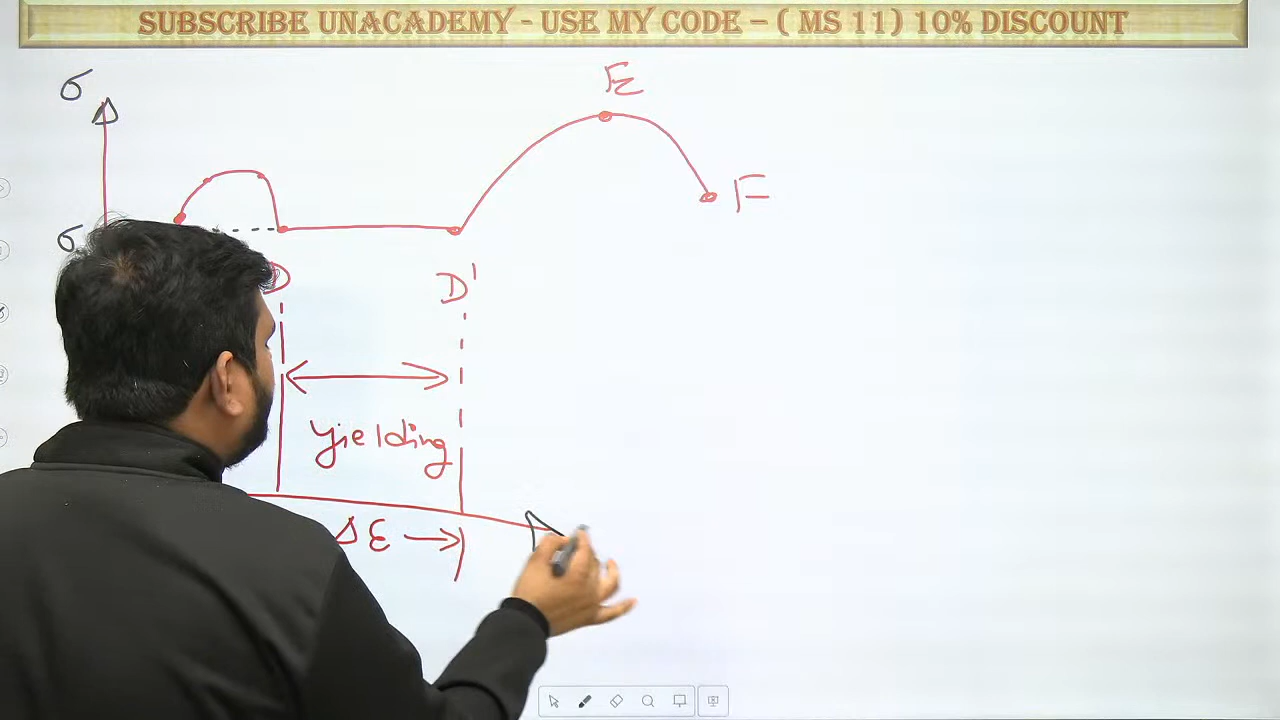 SUBSCRIBE UNACADEMY - USE MY CODE – ( MS 11) 10% DISCOUNT
σ
E
F
σ
D
D'
yielding
Δε